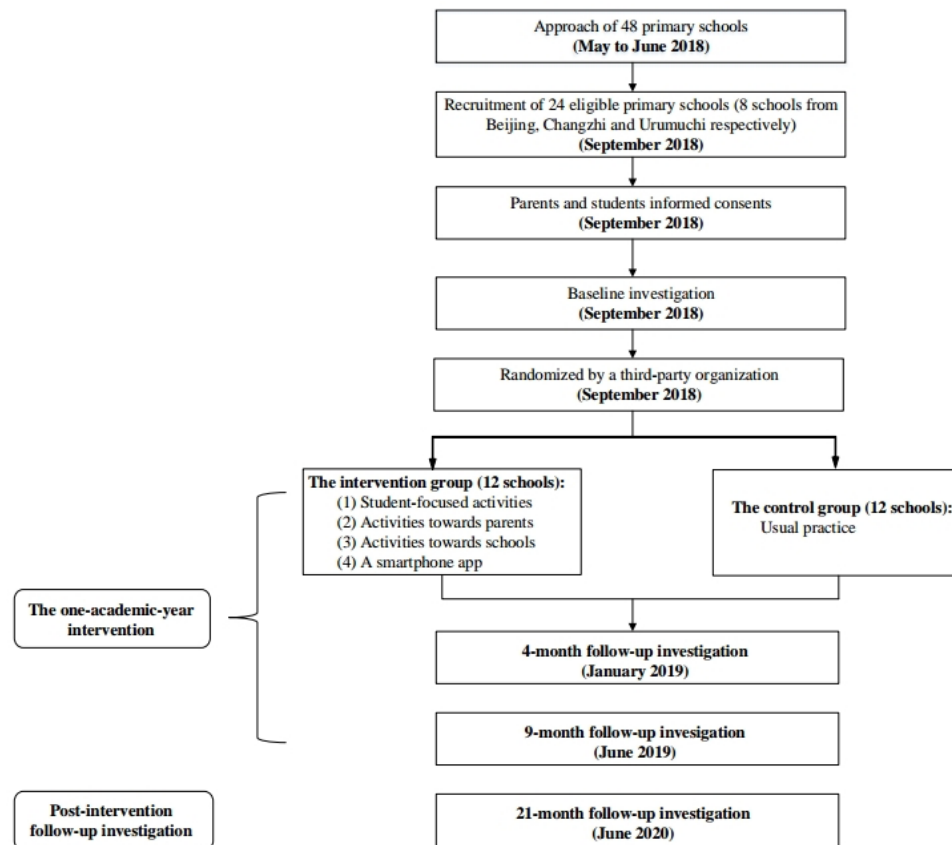 Approach of 48 primary schools
(May to June 2018)
Recruitment of 24 eligible primary schools (8 schools from
Beijing, Changzhi and Urumuchi respectively)
(September 2018)
Parents and students informed consents
(September 2018)
Baseline investigation
(September 2018)
Randomized by a third-party organization
(September 2018)
The intervention group (12 schools):
(1) Student-focused activities
(2) Activities towards parents
(3) Activities towards schools
(4) A smartphone app
The control group (12 schools):
Usual practice
The one-academic-year
intervention
4-month follow-up investigation
(January 2019)
9-month follow-up invesigation
(June 2019)
Post-intervention
follow-up investigation
21-month follow-up investigation
(June 2020)